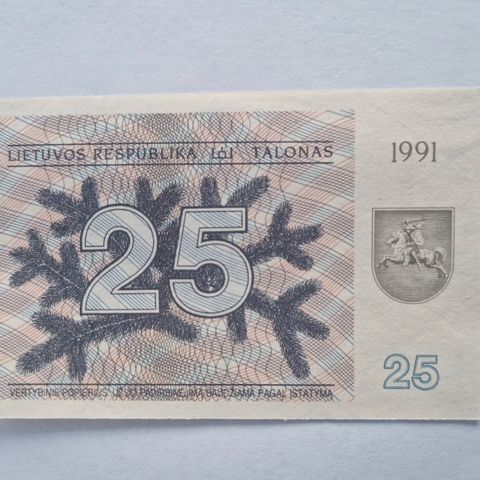 LIETUVOS RESPUBLIKA TALONAS
1991
25
25
VERTYBINIS POPIERIUS. UŽ JO PADIRBINĖJIMĄ BAUDŽIAMA PAGAL ĮSTATYMĄ